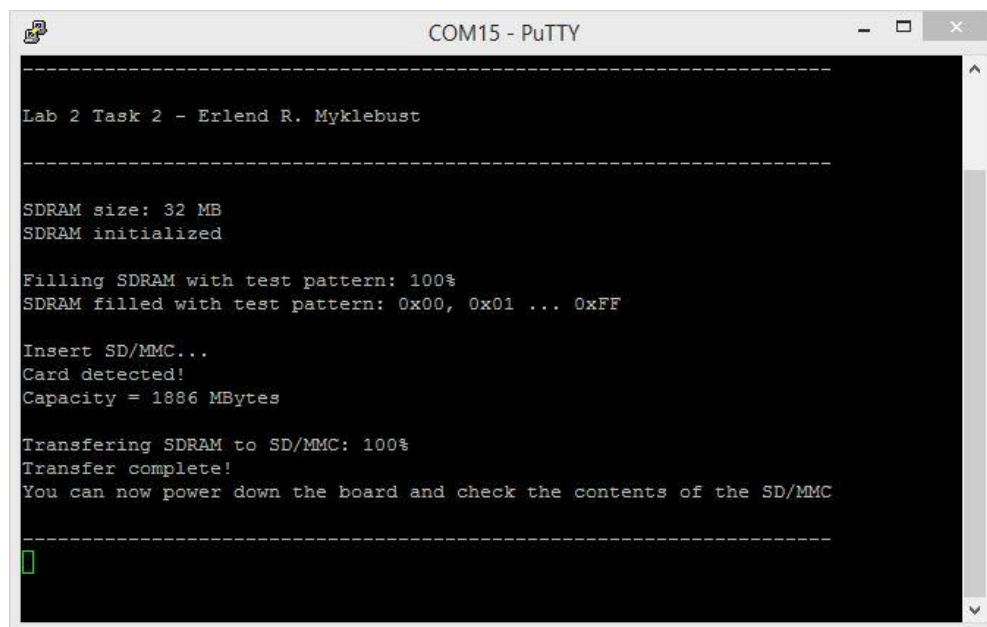 COM15 - PuTTY
---------------------------------------------------------------------
Lab 2 Task 2 - Erlend R. Myklebust
---------------------------------------------------------------------
SDRAM size: 32 MB
SDRAM initialized
Filling SDRAM with test pattern: 100%
SDRAM filled with test pattern: 0x00, 0x01 ... 0xFF
Insert SD/MMC...
Card detected!
Capacity = 1886 MBytes
Transfering SDRAM to SD/MMC: 100%
Transfer complete!
You can now power down the board and check the contents of the SD/MMC
---------------------------------------------------------------------